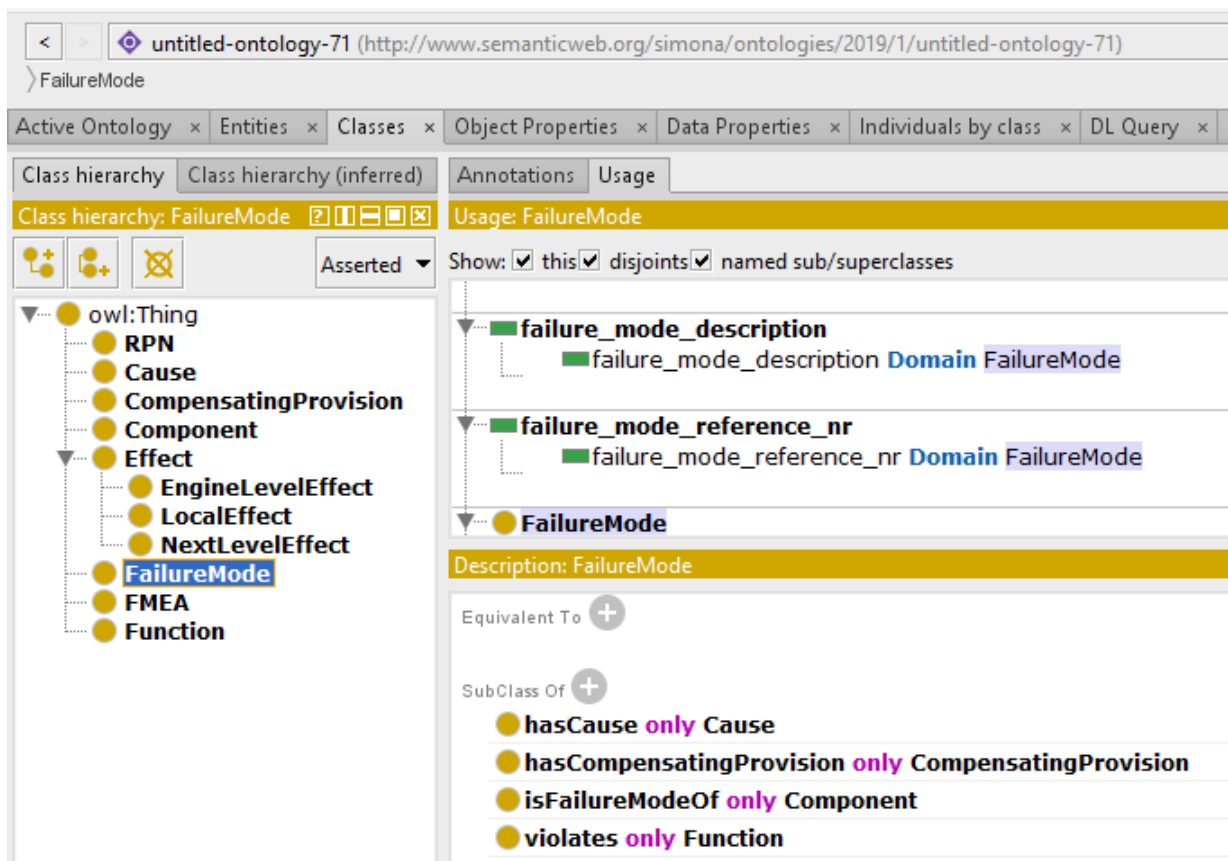 < > untitled-ontology-71 (http://www.semanticweb.org/simona/ontologies/2019/1/untitled-ontology-71)
FailureMode
Active Ontology × Entities × Classes × Object Properties × Data Properties × Individuals by class × DL Query ×
Class hierarchy Class hierarchy (inferred)
Class hierarchy: FailureMode
Asserted
owl:Thing
RPN
Cause
CompensatingProvision
Component
Effect
EngineLevelEffect
LocalEffect
NextLevelEffect
FailureMode
FMEA
Function
Annotations Usage
Usage: FailureMode
Show: this disjoints named sub/superclasses
failure_mode_description
failure_mode_description Domain FailureMode
failure_mode_reference_nr
failure_mode_reference_nr Domain FailureMode
FailureMode
Description: FailureMode
Equivalent To
SubClass Of
hasCause only Cause
hasCompensatingProvision only CompensatingProvision
isFailureModeOf only Component
violates only Function